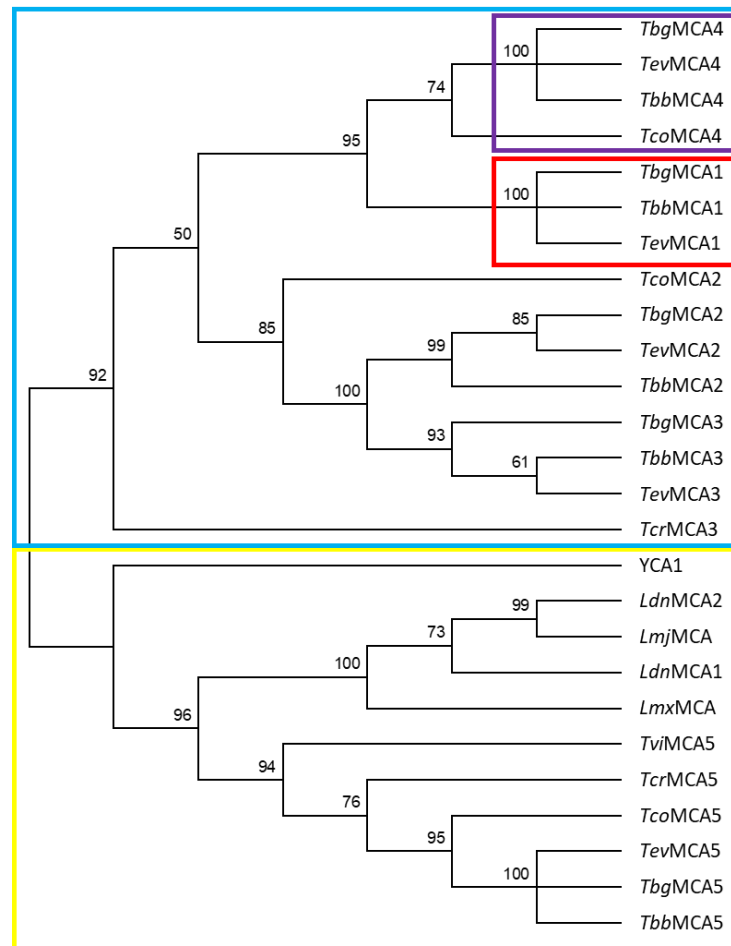 TbgMCA4
100
TevMCA4
74
TbbMCA4
TcoMCA4
95
TbgMCA1
100
TbbMCA1
50
TevMCA1
TcoMCA2
TbgMCA2
85
85
TevMCA2
99
TbbMCA2
92
100
TbgMCA3
93
TbbMCA3
61
TevMCA3
TcrMCA3
YCA1
LdnMCA2
99
LmjMCA
73
LdnMCA1
100
LmxMCA
96
TviMCA5
94
TcrMCA5
76
TcoMCA5
95
TevMCA5
100
TbgMCA5
TbbMCA5